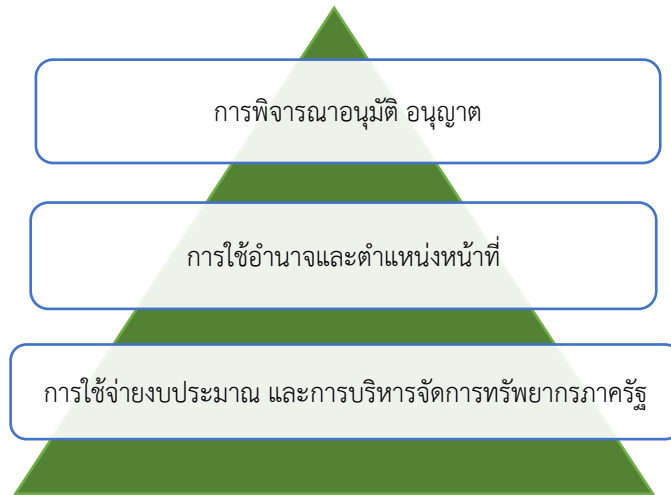 การพิจารณาอนุมัติ อนุญาต
การใช้อำนาจและตำแหน่งหน้าที่
การใช้จ่ายงบประมาณ และการบริหารจัดการทรัพยากรภาครัฐ